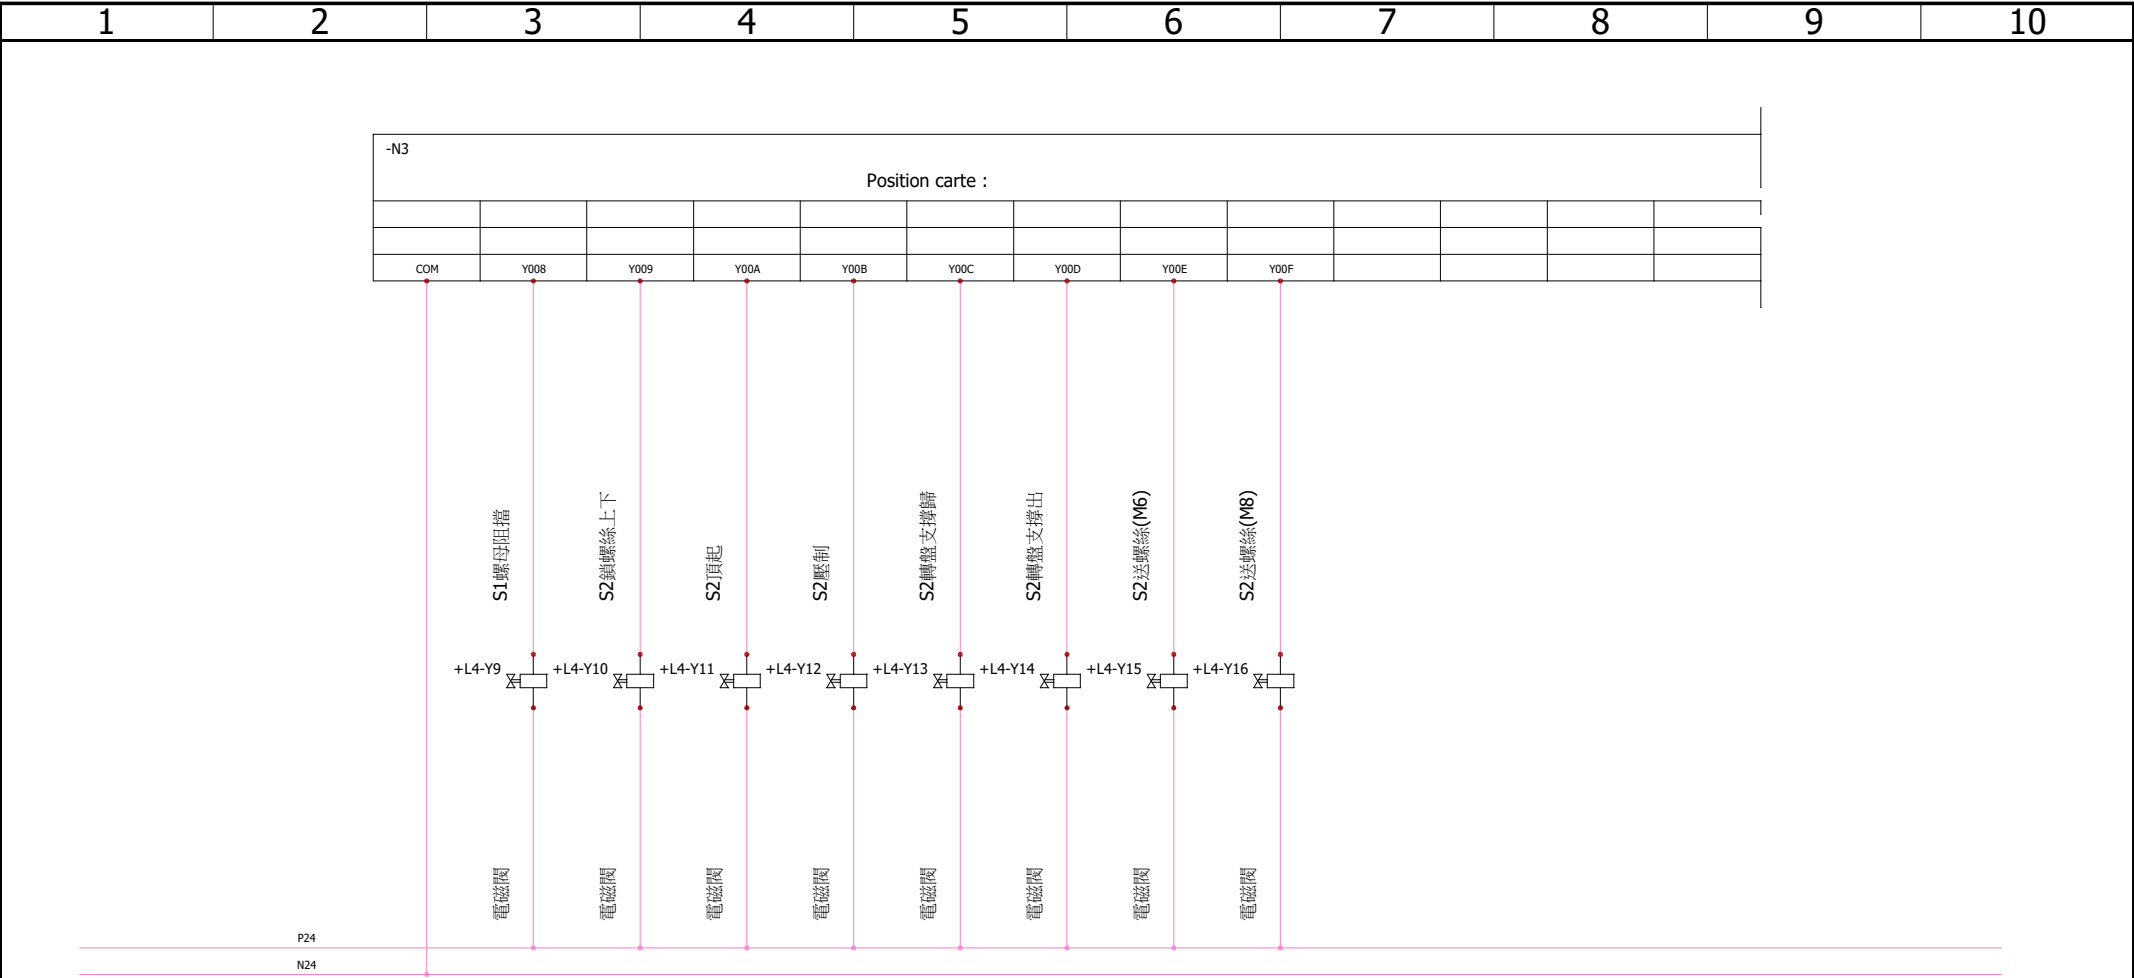 1 2 3 4 5 6 7 8 9 10
-N3
Position carte :
COM Y008 Y009 Y00A Y00B Y00C Y00D Y00E Y00F
S1螺母阻擋
S2鎖螺絲上下
S2頂起
S2壓制
S2轉盤支撐歸
S2轉盤支撐出
S2送螺絲(M6)
S2送螺絲(M8)
+L4-Y9 +L4-Y10 +L4-Y11 +L4-Y12 +L4-Y13 +L4-Y14 +L4-Y15 +L4-Y16
電磁閥
電磁閥
電磁閥
電磁閥
電磁閥
電磁閥
電磁閥
電磁閥
P24
N24